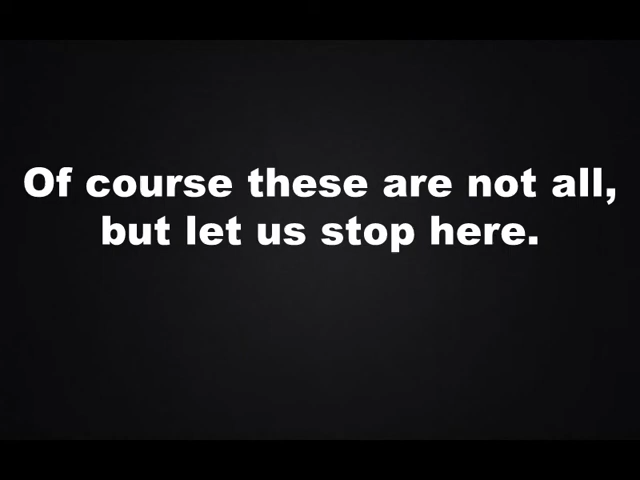 Of course these are not all,
but let us stop here.